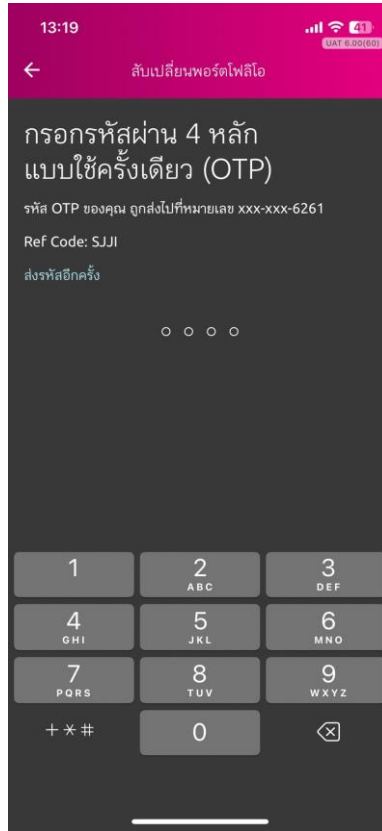 13:19
41
UAT 6.00(60)
สับเปลี่ยนพอร์ตโฟลิโอ
กรอกรหัสผ่าน 4 หลัก
แบบใช้ครั้งเดียว (OTP)
รหัส OTP ของคุณ ถูกส่งไปที่หมายเลข xxx-xxx-6261
Ref Code: SJJI
ส่งรหัสอีกครั้ง
1 2 3
ABC DEF
4 5 6
GHI JKL MNO
7 8 9
PQRS TUV WXYZ
+*# 0